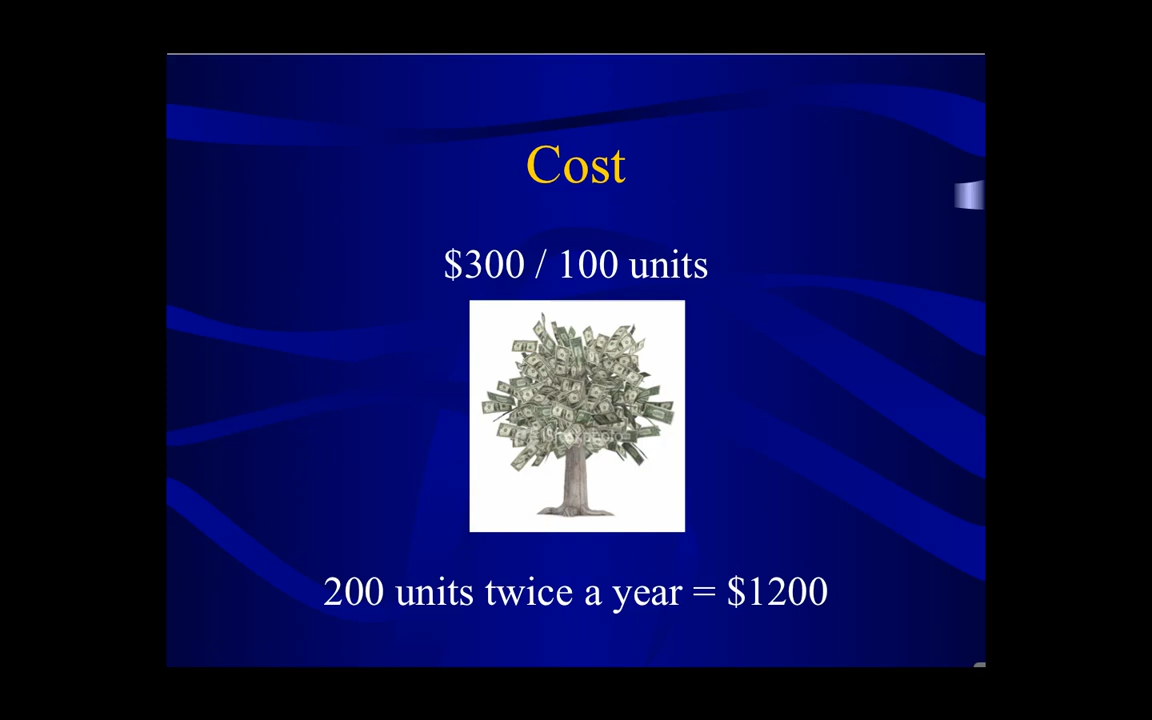 Cost
$300 / 100 units
200 units twice a year = $1200